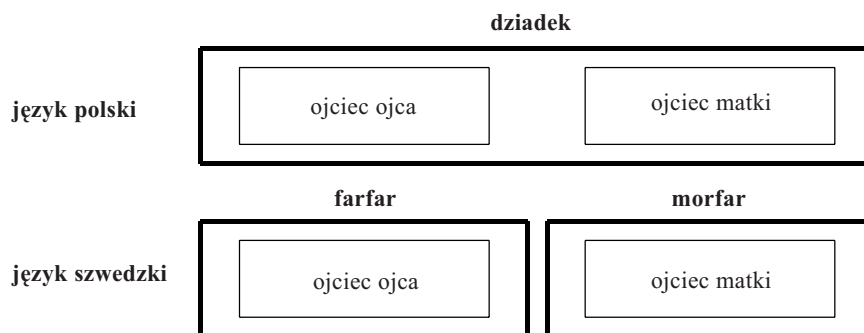 dziadek
język polski
ojciec ojca
ojciec matki
farfar
morfar
język szwedzki
ojciec ojca
ojciec matki